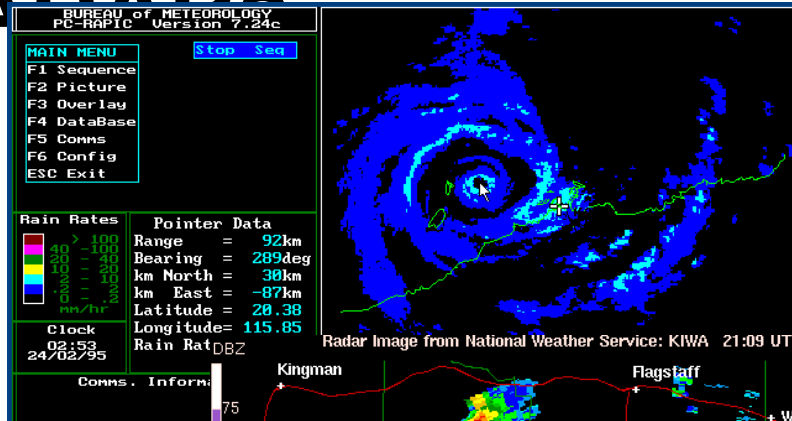 BUREAU of METEOROLOGY
PC-RAPIC Version 7.24c
MAIN MENU
Stop Seq
F1 Sequence
F2 Picture
F3 Overlay
F4 DataBase
F5 Comms
F6 Config
ESC Exit
Rain Rates
> 100
40 -100
20 - 40
10 - 20
2 - 10
.2 - 2
0 - .2
mm/hr
Clock
02:53
24/02/95
Pointer Data
Range = 92km
Bearing = 289deg
km North = 30km
km East = -87km
Latitude = 20.38
Longitude= 115.85
Rain Rat
Comms. Informa
DBZ
75
Radar Image from National Weather Service: KIWA 21:09 UT
Kingman
Flagstaff